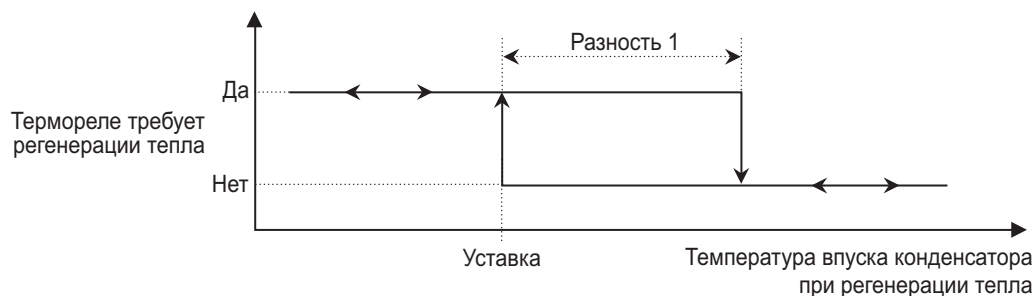 Разность 1
Да
Термореле требует
регенерации тепла
Нет
Уставка
Температура впуска конденсатора
при регенерации тепла